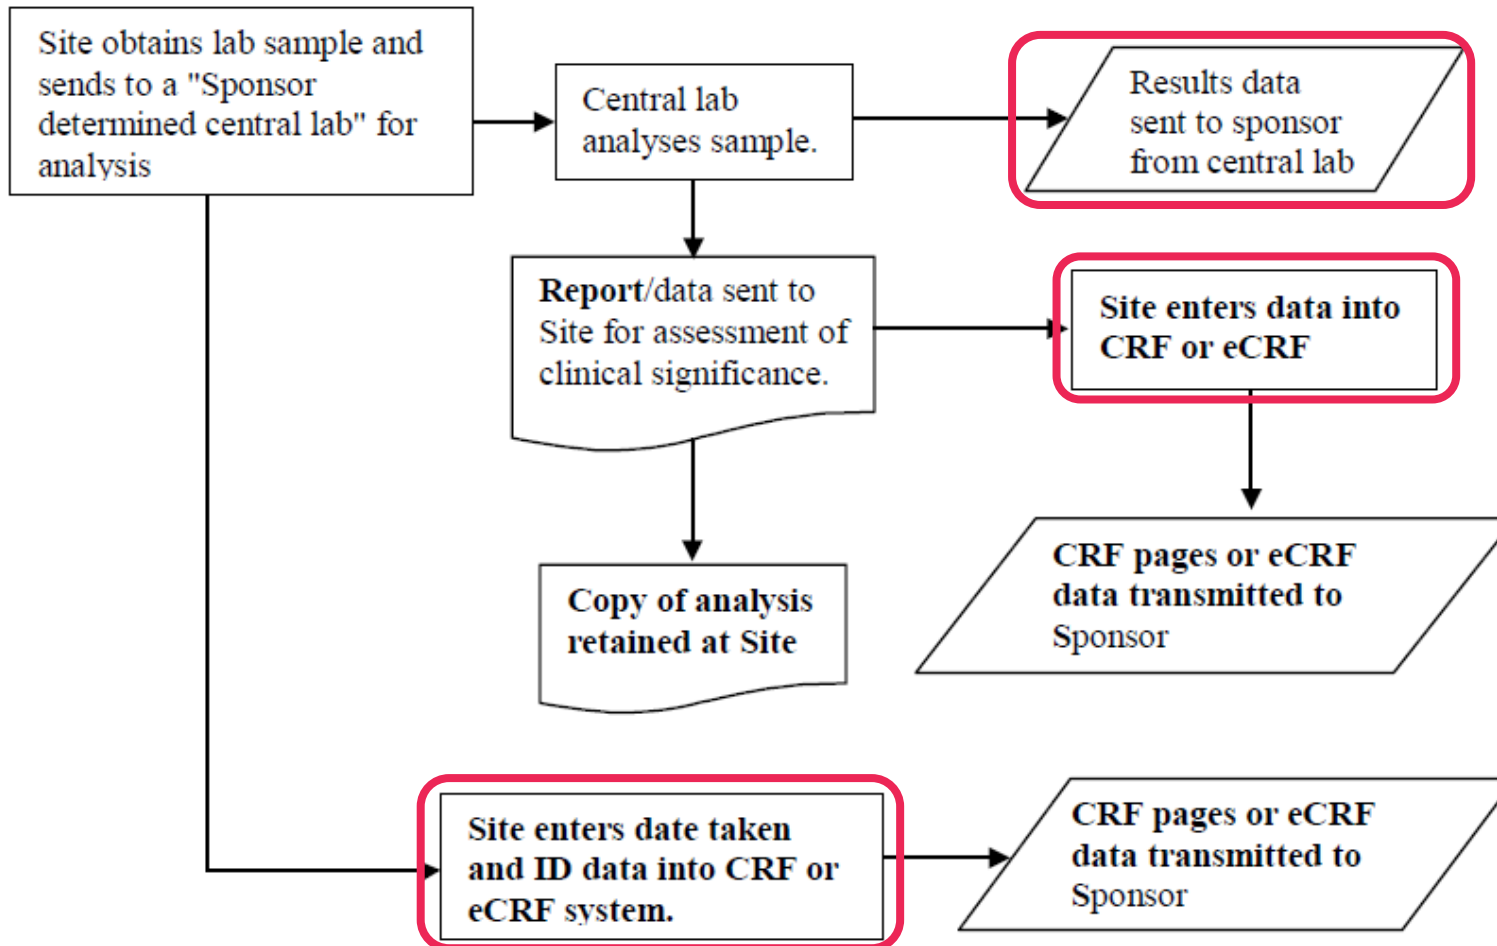 Site obtains lab sample and
sends to a "Sponsor
determined central lab" for
analysis
Central lab
analyses sample.
Results data
sent to sponsor
from central lab
Report/data sent to
Site for assessment of
clinical significance.
Site enters data into
CRF or eCRF
Copy of analysis
retained at Site
CRF pages or eCRF
data transmitted to
Sponsor
Site enters date taken
and ID data into CRF or
eCRF system.
CRF pages or eCRF
data transmitted to
Sponsor